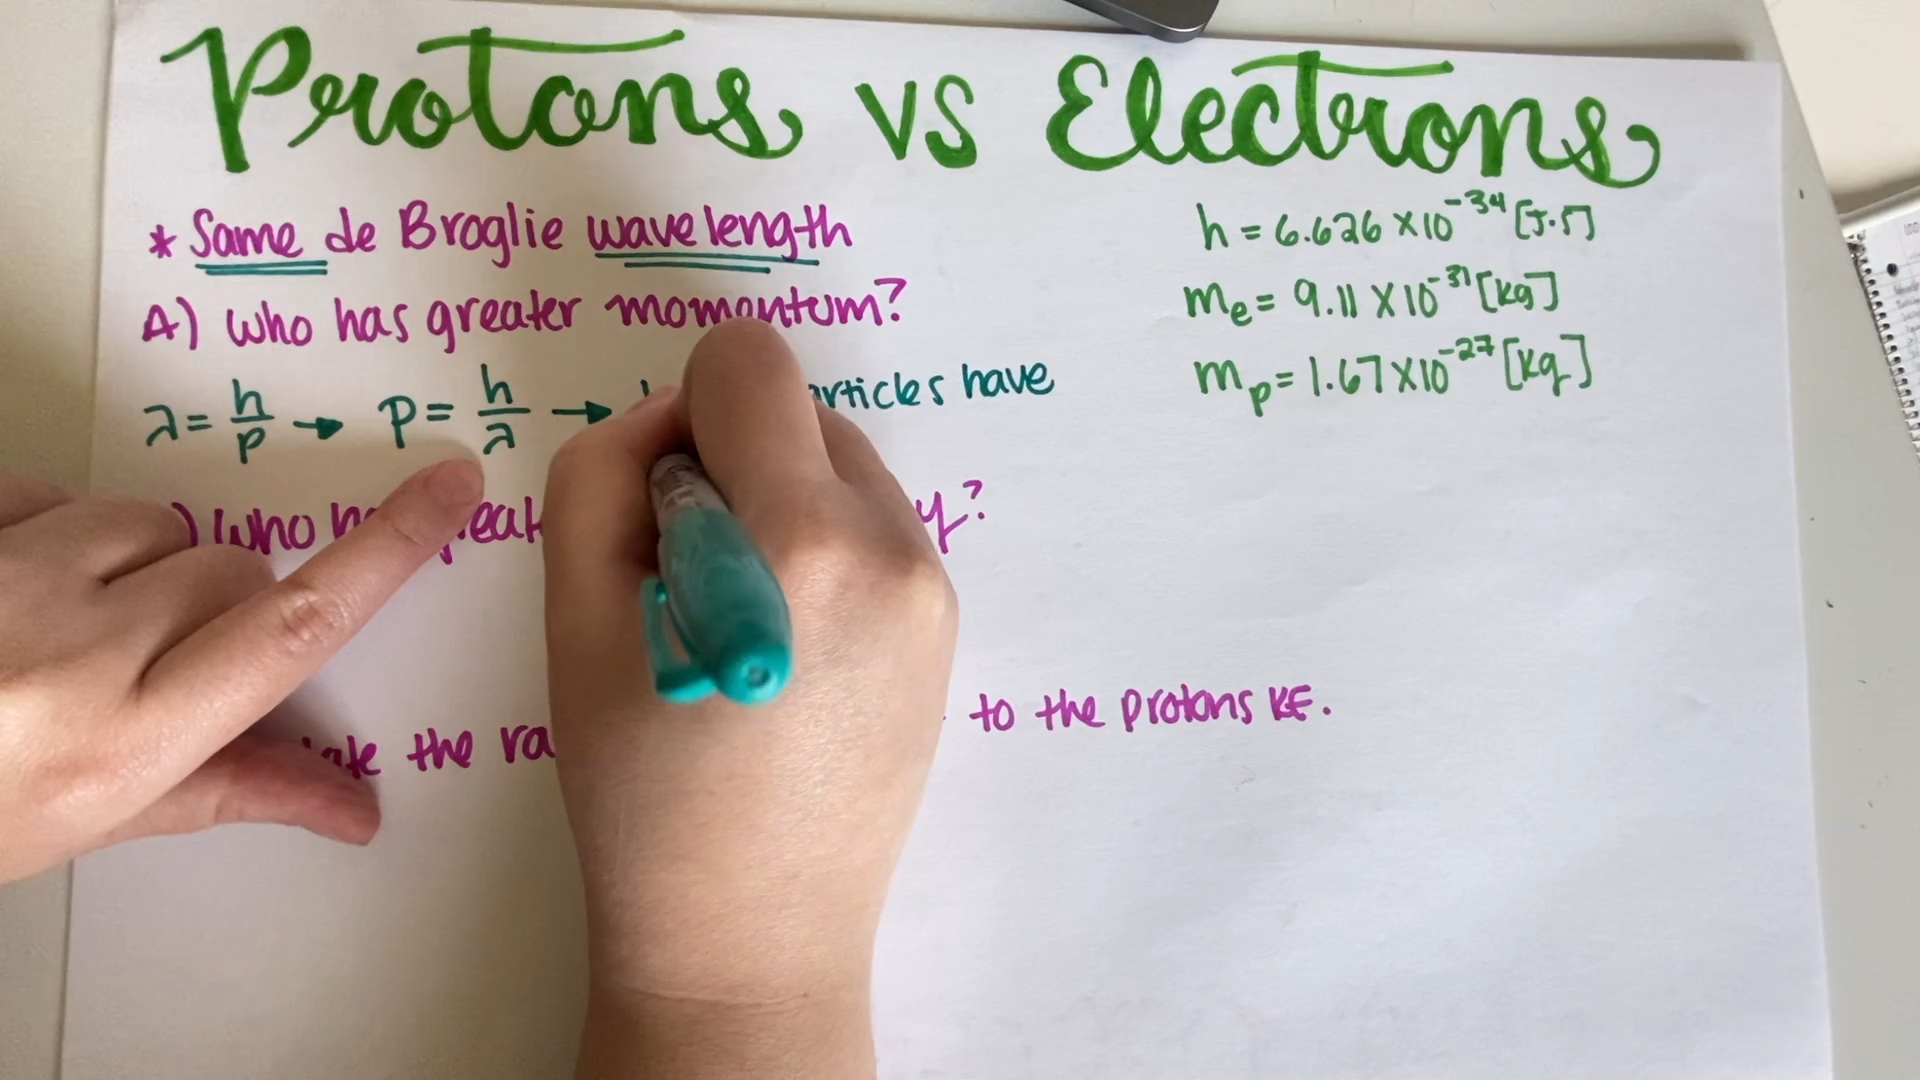 Protons vs Electrons
* Same de Broglie wavelength
h = 6.626 x 10^-34 [J·s]
A) who has greater momentum?
me = 9.11 x 10^-31 [kg]
λ = h/p → p = h/λ → have
mp = 1.67 x 10^-27 [kg]
who
the to the protons KE.